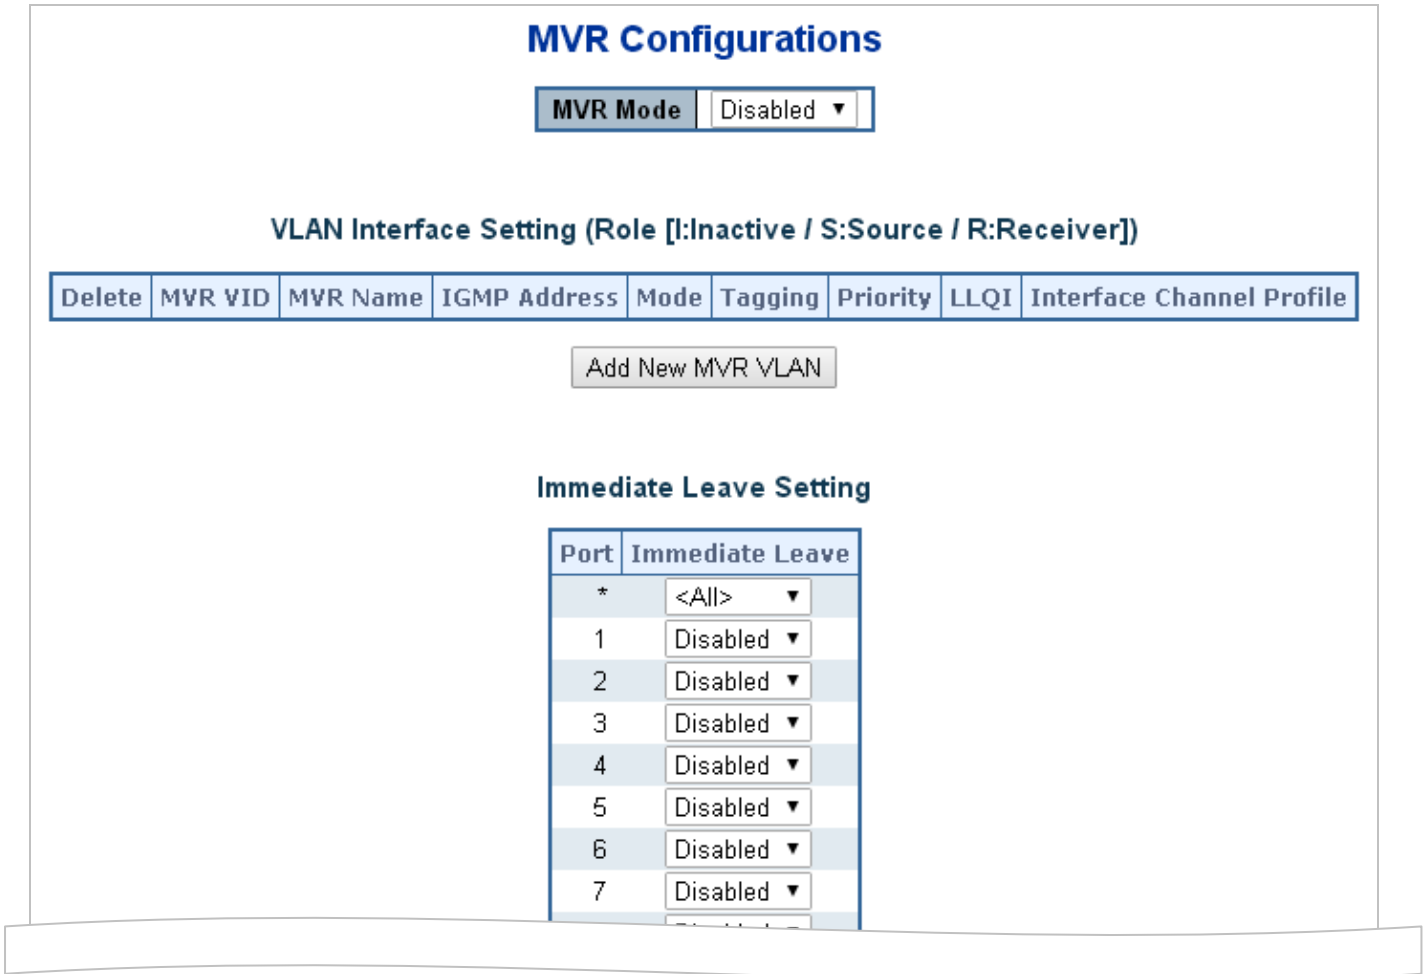 MVR Configurations
MVR Mode Disabled
VLAN Interface Setting (Role [I:Inactive / S:Source / R:Receiver])
Delete MVR VID MVR Name IGMP Address Mode Tagging Priority LLQI Interface Channel Profile
Add New MVR VLAN
Immediate Leave Setting
Port Immediate Leave
* <All>
1 Disabled
2 Disabled
3 Disabled
4 Disabled
5 Disabled
6 Disabled
7 Disabled